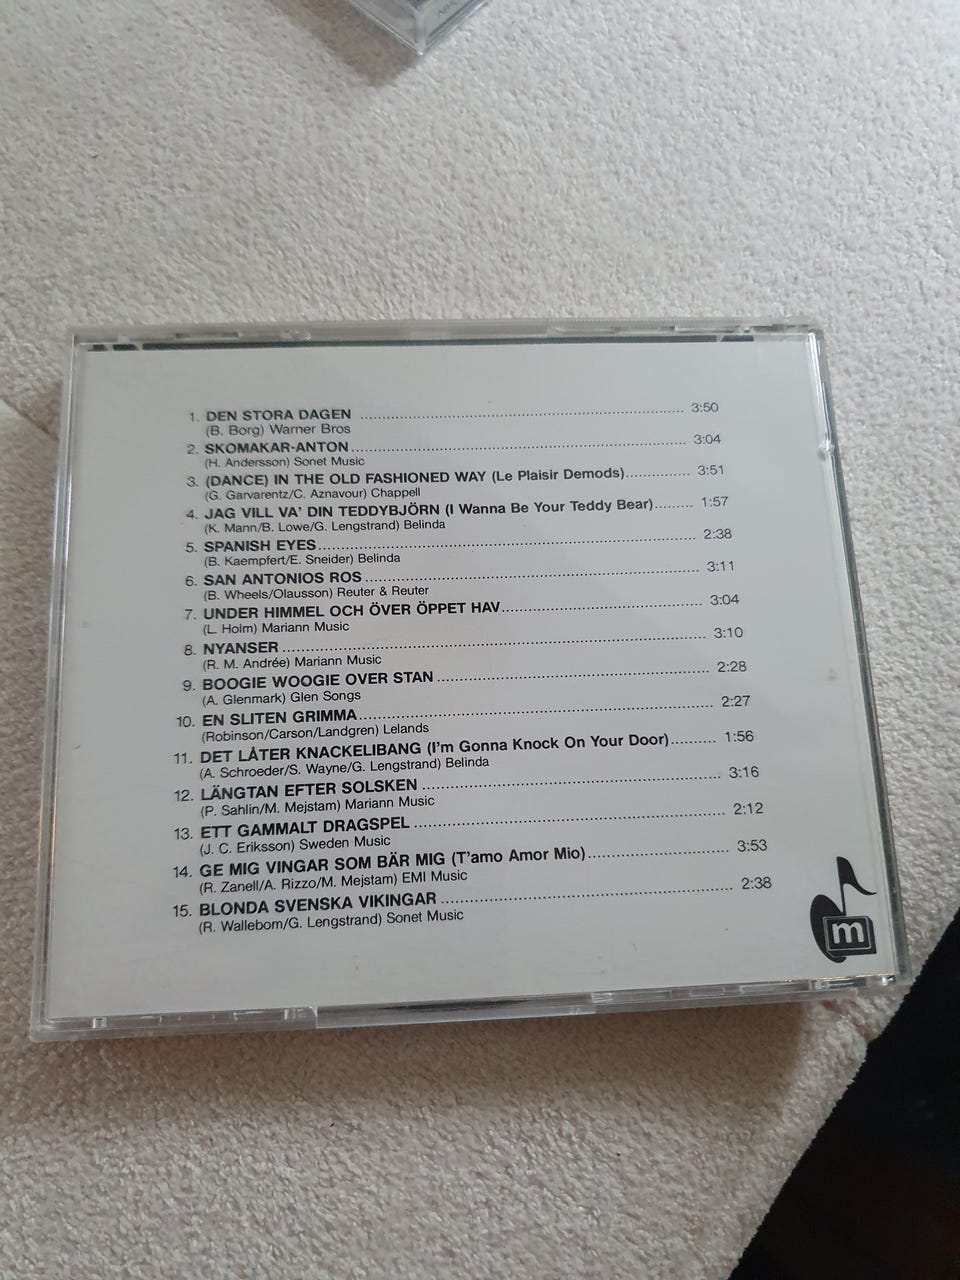 1. DEN STORA DAGEN ........ 3:50
(B. Borg) Warner Bros
2. SKOMAKAR-ANTON ........ 3:04
(H. Andersson) Sonet Music
3. (DANCE) IN THE OLD FASHIONED WAY (Le Plaisir Demods) ........ 3:51
(G. Garvarentz/C. Aznavour) Chappell
4. JAG VILL VA' DIN TEDDYBJÖRN (I Wanna Be Your Teddy Bear) ........ 1:57
(K. Mann/B. Lowe/G. Lengstrand) Belinda
5. SPANISH EYES ........ 2:38
(B. Kaempfert/E. Sneider) Belinda
6. SAN ANTONIOS ROS ........ 3:11
(B. Wheels/Olausson) Reuter & Reuter
7. UNDER HIMMEL OCH ÖVER ÖPPET HAV ........ 3:04
(L. Holm) Mariann Music
8. NYANSER ........ 3:10
(R. M. Andrée) Mariann Music
9. BOOGIE WOOGIE OVER STAN ........ 2:28
(A. Glenmark) Glen Songs
10. EN SLITEN GRIMMA ........ 2:27
(Robinson/Carson/Landgren) Lelands
11. DET LÅTER KNACKELIBANG (I'm Gonna Knock On Your Door) ........ 1:56
(A. Schroeder/S. Wayne/G. Lengstrand) Belinda
12. LÄNGTAN EFTER SOLSKEN ........ 3:16
(P. Sahlin/M. Mejstam) Mariann Music
13. ETT GAMMALT DRAGSPEL ........ 2:12
(J. C. Eriksson) Sweden Music
14. GE MIG VINGAR SOM BÄR MIG (T'amo Amor Mio) ........ 3:53
(R. Zanell/A. Rizzo/M. Mejstam) EMI Music
15. BLONDA SVENSKA VIKINGAR ........ 2:38
(R. Walleborn/G. Lengstrand) Sonet Music
m